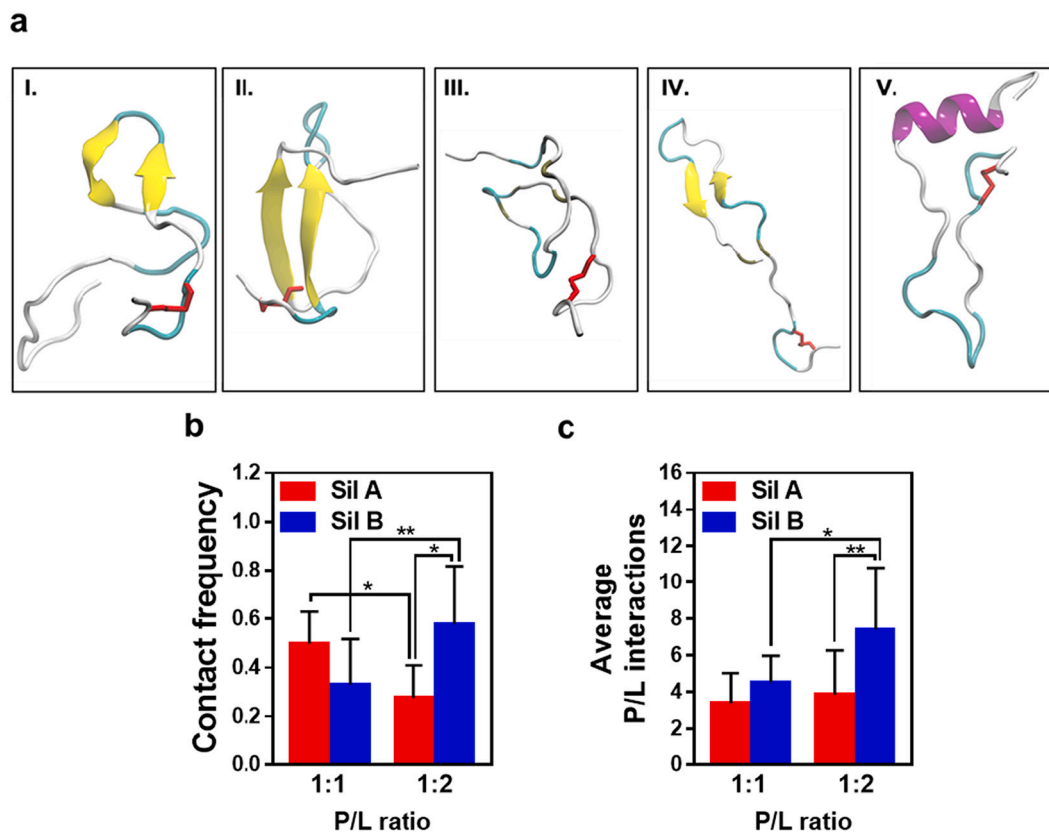 a
I. II. III. IV. V.
b
Contact frequency
1.2
1.0
0.8
0.6
0.4
0.2
0.0
Sil A
Sil B
**
*
*
1:1 1:2
P/L ratio
c
Average
P/L interactions
16
14
12
10
8
6
4
2
0
Sil A
Sil B
*
**
1:1 1:2
P/L ratio